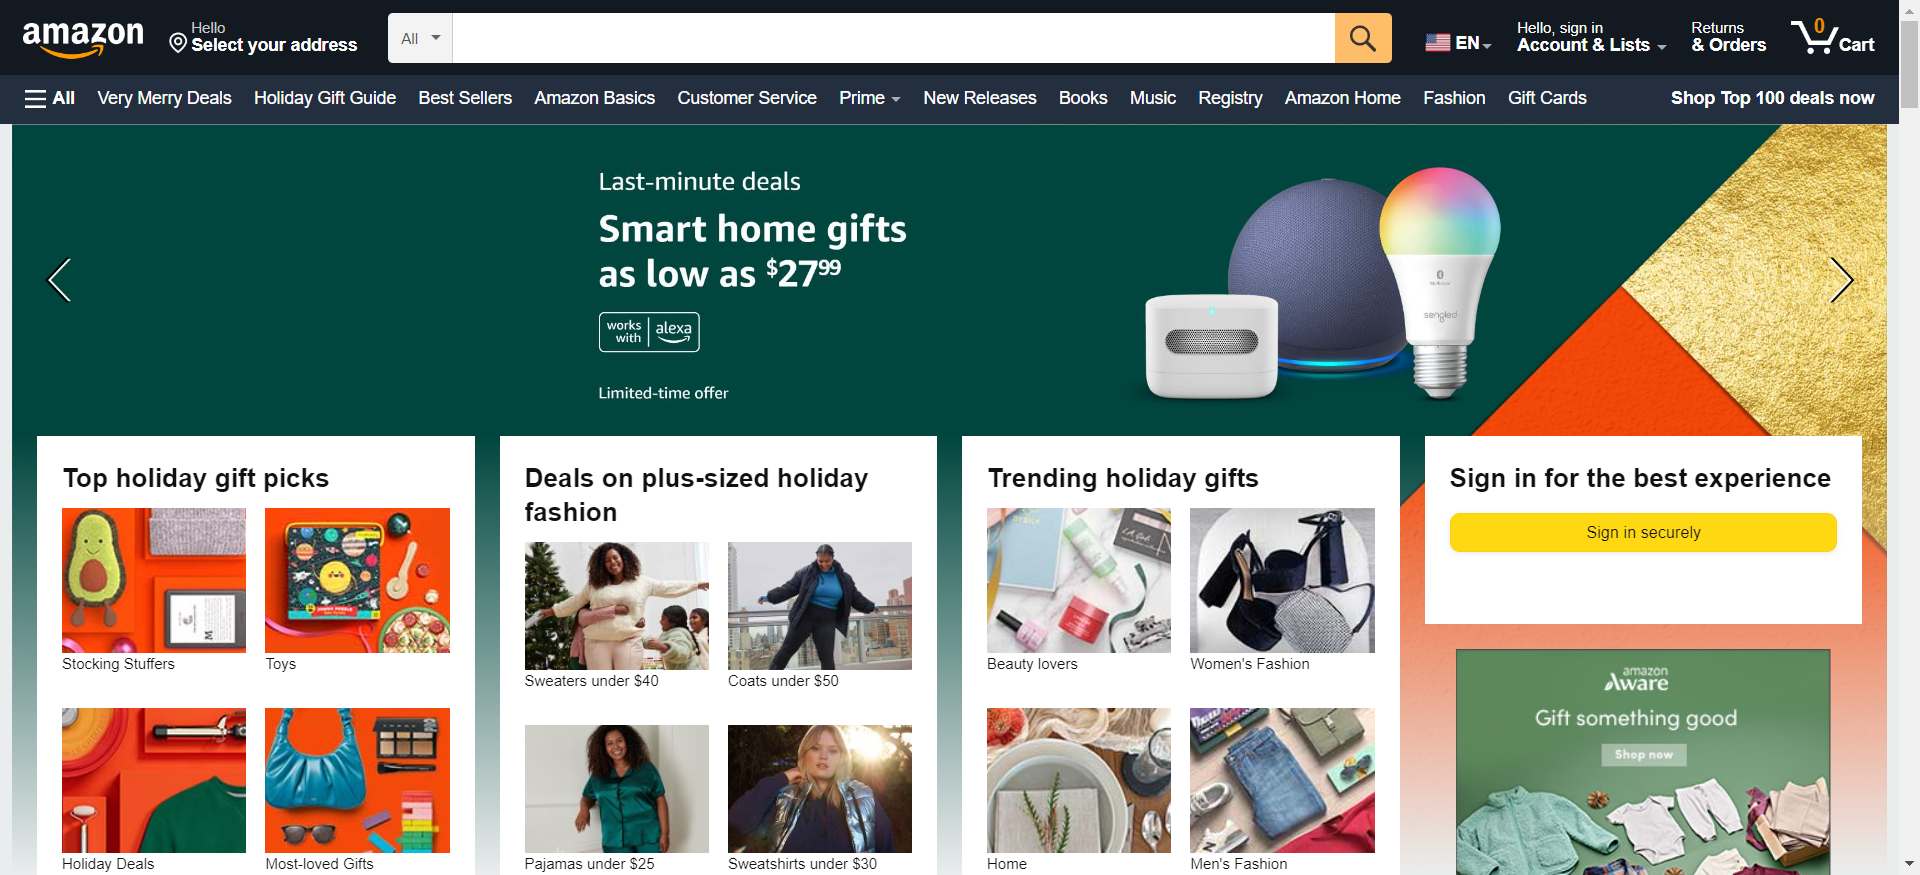 amazon
Hello
Select your address
All
EN
Hello, sign in
Account & Lists
Returns
& Orders
0
Cart
All
Very Merry Deals
Holiday Gift Guide
Best Sellers
Amazon Basics
Customer Service
Prime
New Releases
Books
Music
Registry
Amazon Home
Fashion
Gift Cards
Shop Top 100 deals now
Last-minute deals
Smart home gifts
as low as $2799
works with alexa
Limited-time offer
sengled
Top holiday gift picks
Stocking Stuffers
Toys
Holiday Deals
Most-loved Gifts
Deals on plus-sized holiday
fashion
Sweaters under $40
Coats under $50
Pajamas under $25
Sweatshirts under $30
Trending holiday gifts
Beauty lovers
Women's Fashion
Home
Men's Fashion
Sign in for the best experience
Sign in securely
amazon
Aware
Gift something good
Shop now